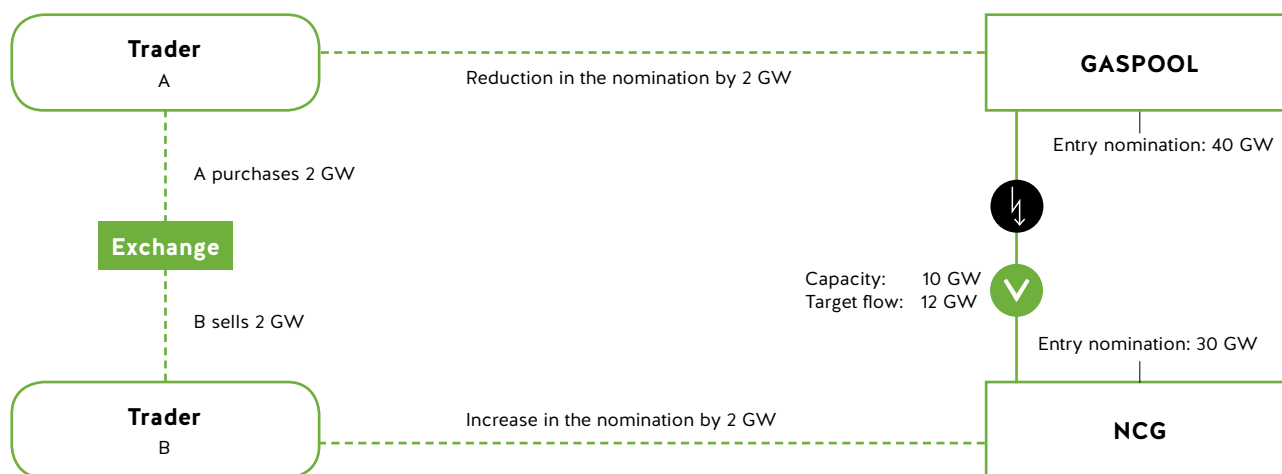 Trader
A
Reduction in the nomination by 2 GW
GASPOOL
Entry nomination: 40 GW
A purchases 2 GW
Exchange
Capacity: 10 GW
Target flow: 12 GW
B sells 2 GW
Entry nomination: 30 GW
Trader
B
Increase in the nomination by 2 GW
NCG